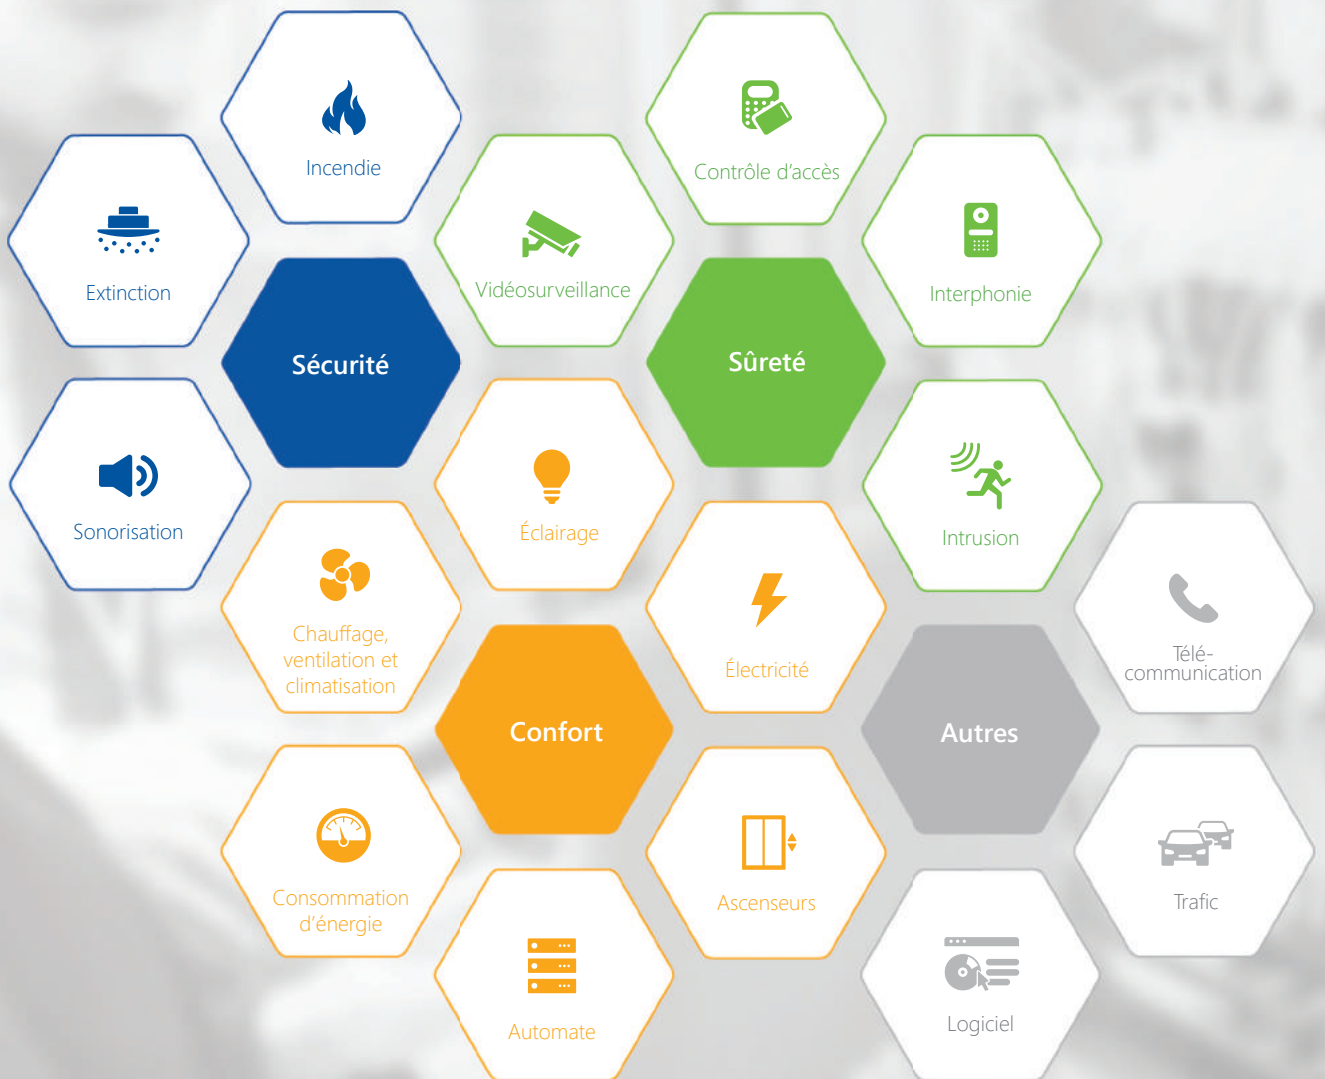 Incendie
Contrôle d'accès
Extinction
Vidéosurveillance
Interphonie
Sécurité
Sûreté
Sonorisation
Éclairage
Intrusion
Chauffage,
ventilation et
climatisation
Électricité
Télé-
communication
Confort
Autres
Consommation
d'énergie
Ascenseurs
Trafic
Automate
Logiciel